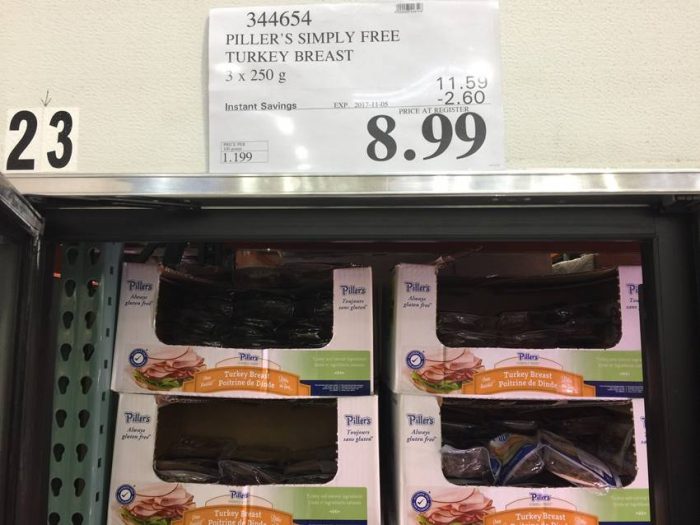 344654
PILLER'S SIMPLY FREE
TURKEY BREAST
3 x 250 g
11.59
Instant Savings EXP. 2017-11-05 -2.60
PRICE AT REGISTER
8.99
PRICE PER
1.199
23
Piller's
Always
gluten free
Piller's
Toujours
sans gluten
Piller's
Turkey Breast
Poitrine de Dinde
Piller's
Always
gluten free
Piller's
Piller's
Turkey Breast
Poitrine de Dinde
Piller's
Always
gluten free
Piller's
Toujours
sans gluten
Piller's
Turkey Breast
Poitrine de Dinde
Piller's
Always
gluten free
Piller's
Turkey Breast
Poitrine de Dinde